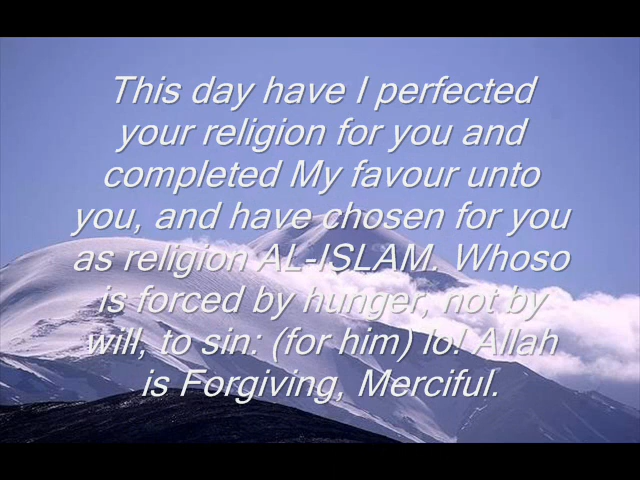 This day have I perfected
your religion for you and
completed My favour unto
you, and have chosen for you
as religion AL-ISLAM. Whoso
is forced by hunger, not by
will, to sin: (for him) lo! Allah
is Forgiving, Merciful.